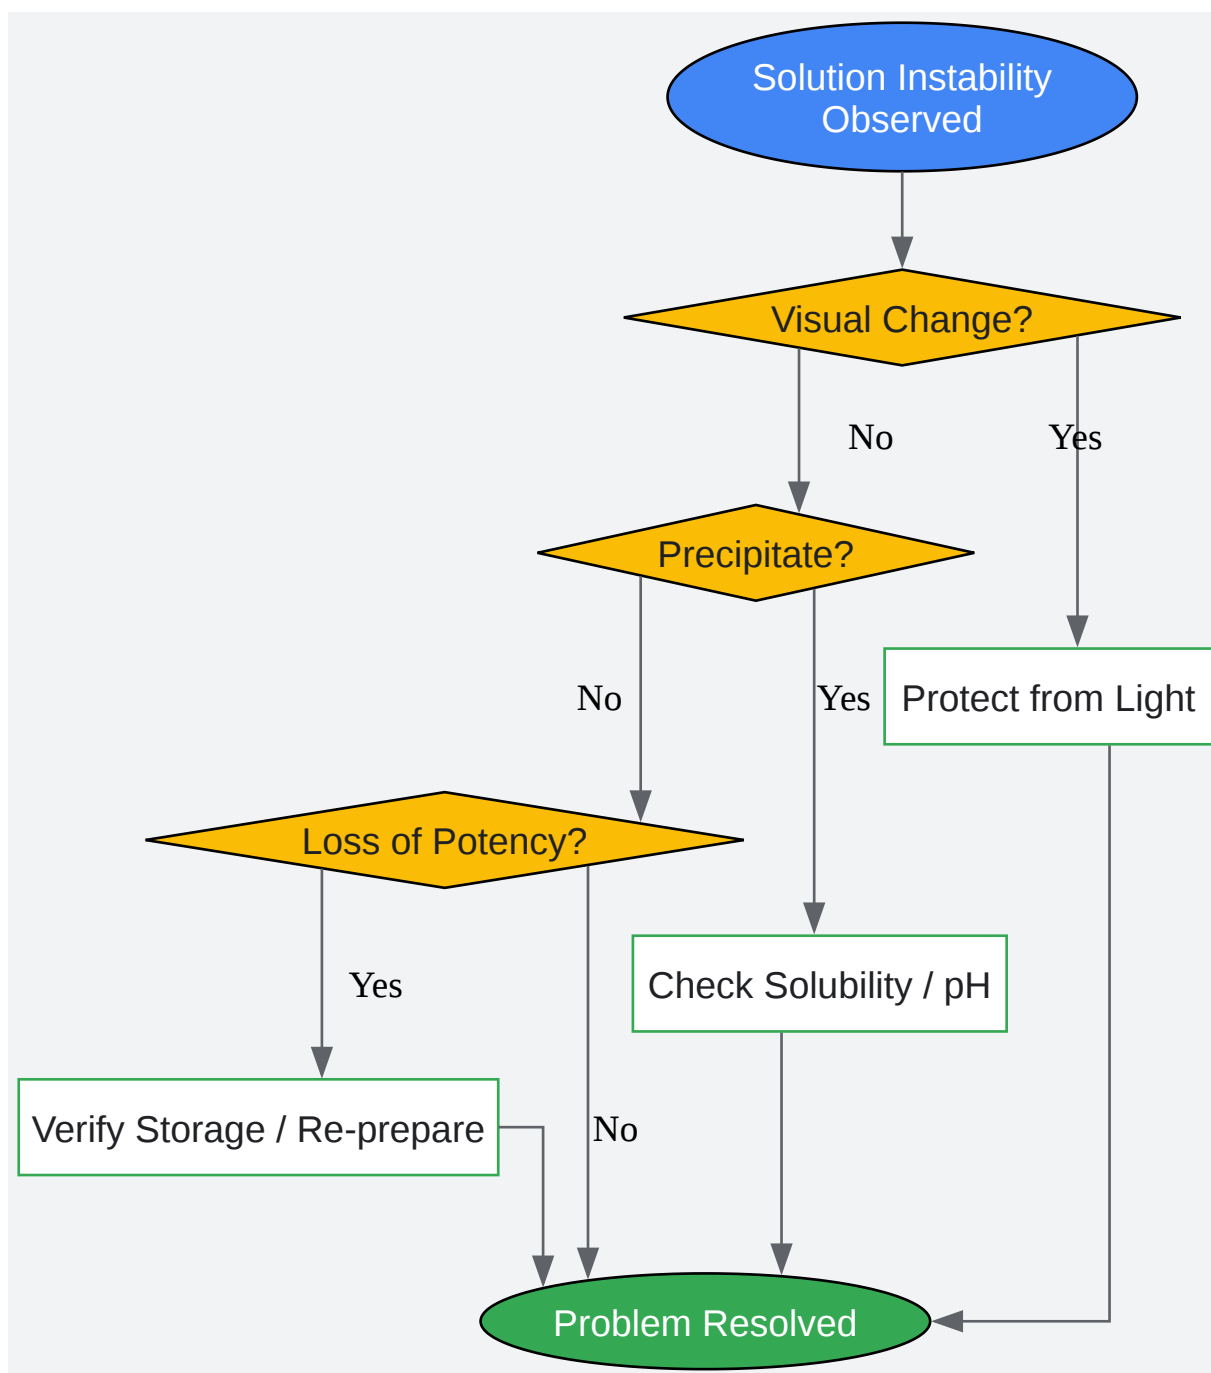 Solution Instability
Observed
Visual Change?
No
Yes
Precipitate?
No
Yes
Protect from Light
Loss of Potency?
Yes
Check Solubility / pH
Verify Storage / Re-prepare
No
Problem Resolved